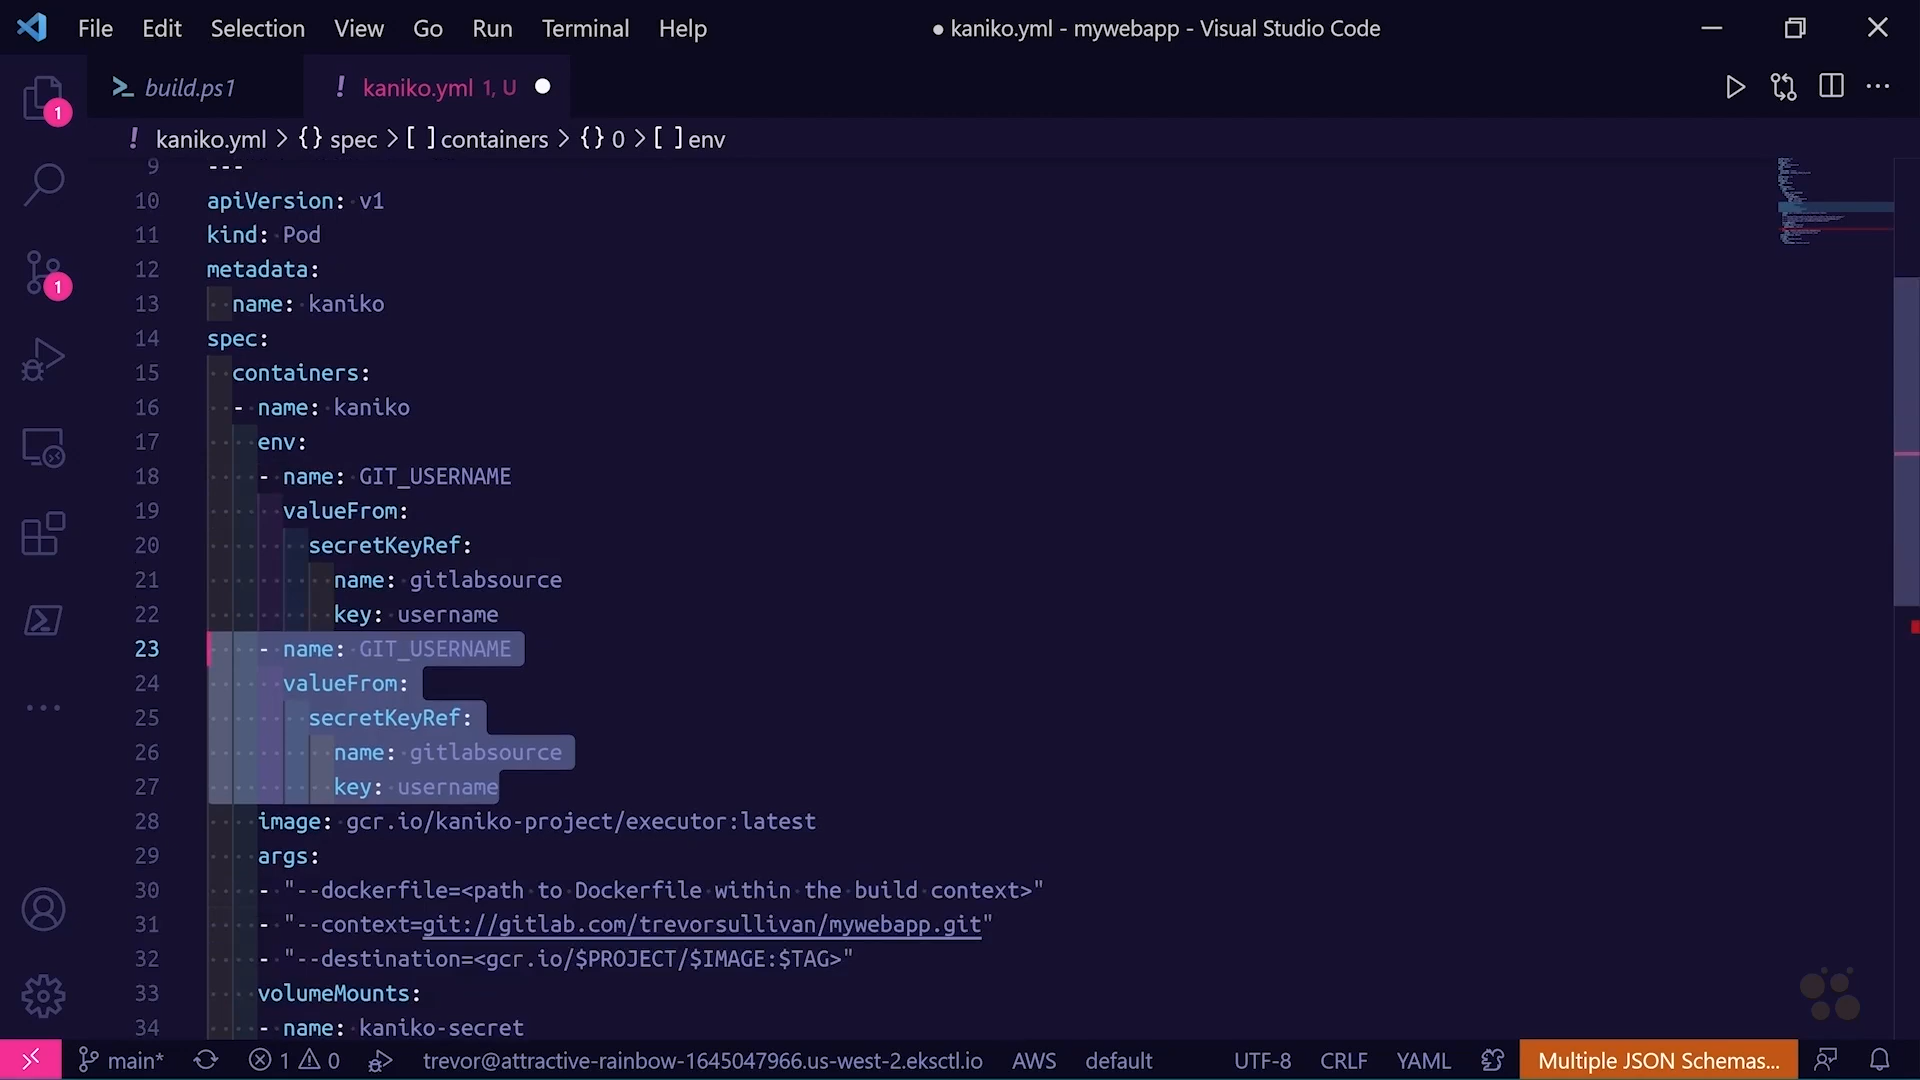 File Edit Selection View Go Run Terminal Help
● kaniko.yml - mywebapp - Visual Studio Code
build.ps1
! kaniko.yml 1, U
! kaniko.yml > {} spec > [ ] containers > {} 0 > [ ] env
1
1
9 ---
10 apiVersion: v1
11 kind: Pod
12 metadata:
13 name: kaniko
14 spec:
15 containers:
16 - name: kaniko
17 env:
18 - name: GIT_USERNAME
19 valueFrom:
20 secretKeyRef:
21 name: gitlabsource
22 key: username
23 - name: GIT_USERNAME
24 valueFrom:
25 secretKeyRef:
26 name: gitlabsource
27 key: username
28 image: gcr.io/kaniko-project/executor:latest
29 args:
30 - "--dockerfile=<path to Dockerfile within the build context>"
31 - "--context=git://gitlab.com/trevorsullivan/mywebapp.git"
32 - "--destination=<gcr.io/$PROJECT/$IMAGE:$TAG>"
33 volumeMounts:
34 - name: kaniko-secret
main* 1 0 trevor@attractive-rainbow-1645047966.us-west-2.eksctl.io AWS default UTF-8 CRLF YAML Multiple JSON Schemas...